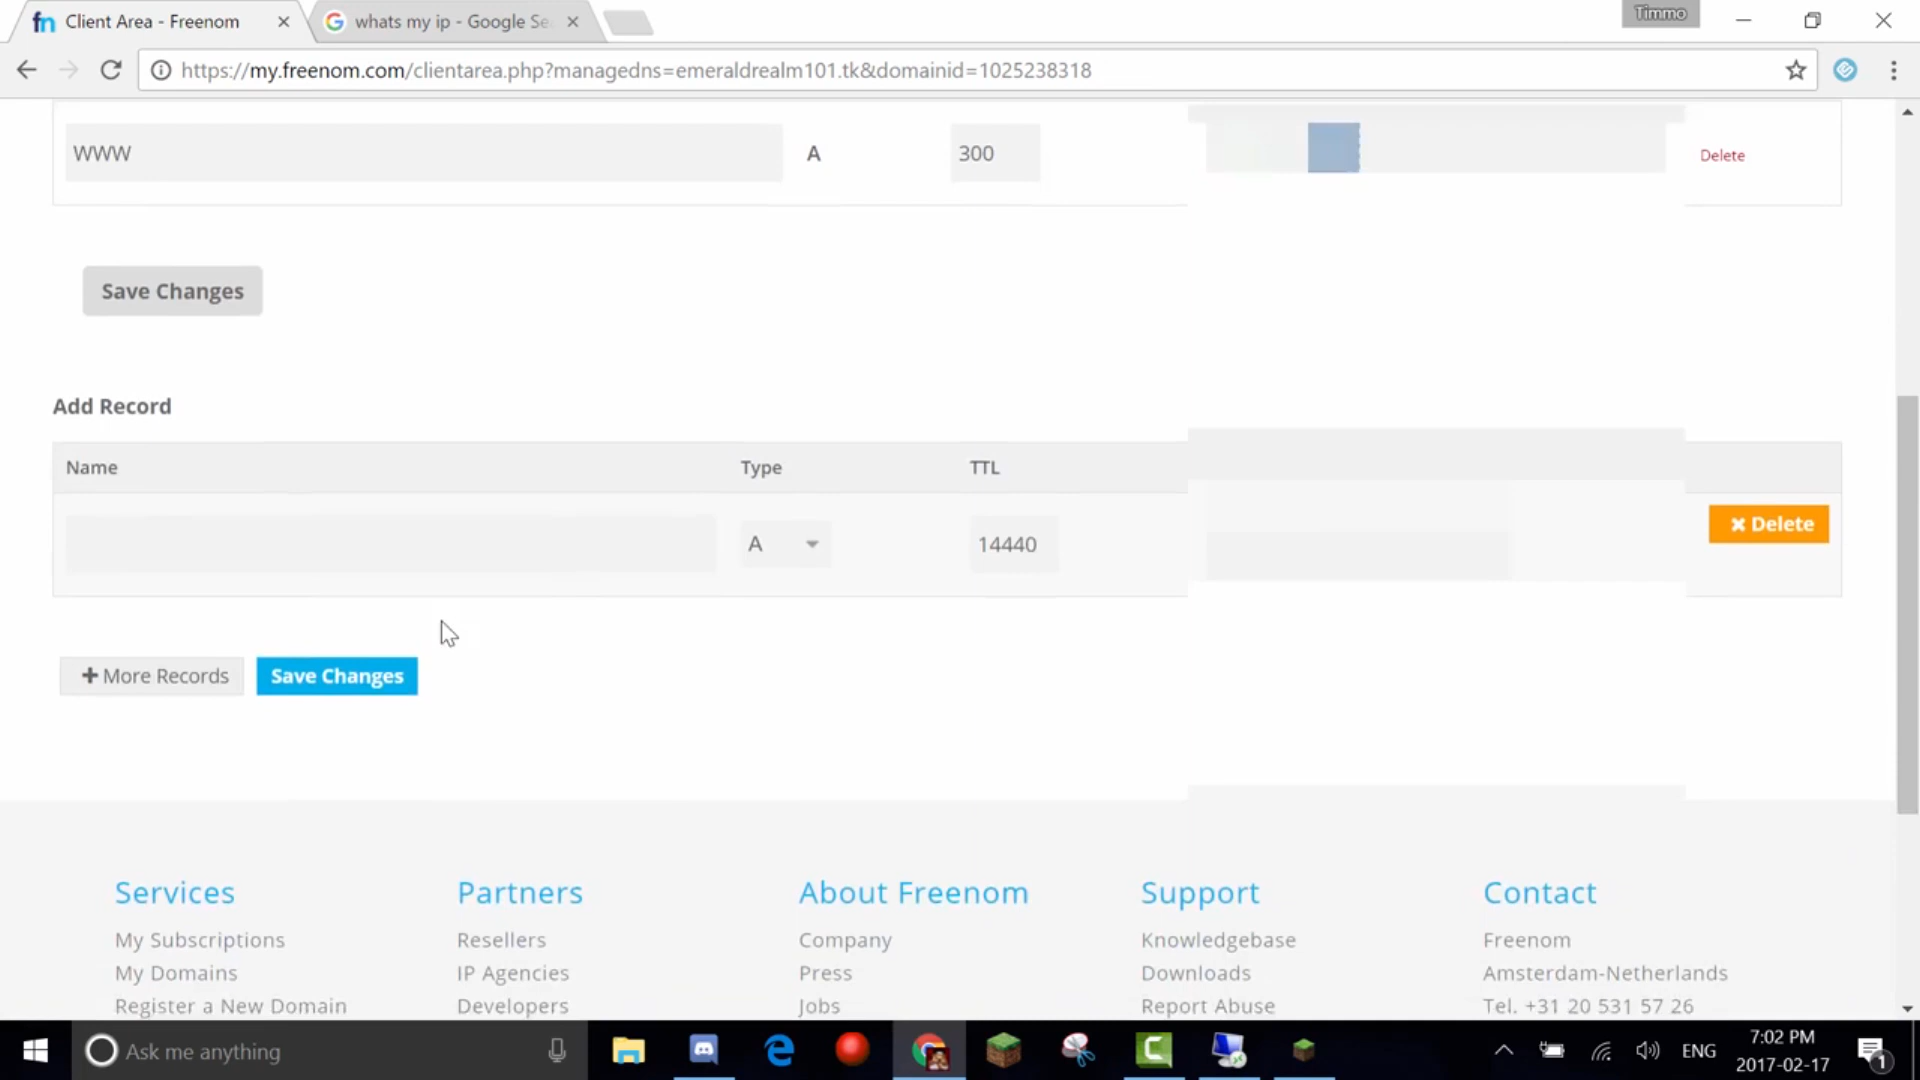 Client Area - Freenom
whats my ip - Google Se
Timmo
https://my.freenom.com/clientarea.php?managedns=emeraldrealm101.tk&domainid=1025238318
WWW A 300 Delete
Save Changes
Add Record
Name Type TTL
A 14440 Delete
More Records Save Changes
Services Partners About Freenom Support Contact
My Subscriptions Resellers Company Knowledgebase Freenom
My Domains IP Agencies Press Downloads Amsterdam-Netherlands
Register a New Domain Developers Jobs Report Abuse Tel. +31 20 531 57 26
Ask me anything
ENG
7:02 PM
2017-02-17
1